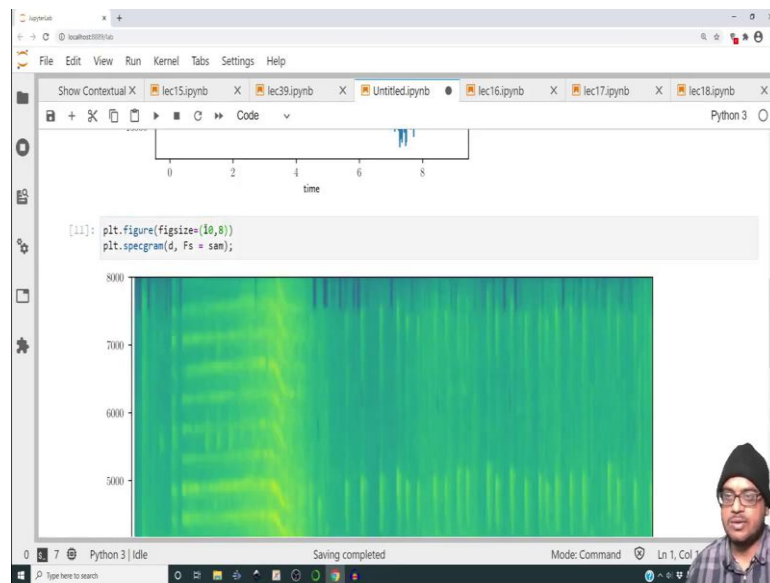 JupyterLab
localhost:8889/lab
File Edit View Run Kernel Tabs Settings Help
Show Contextual lec15.ipynb lec39.ipynb Untitled.ipynb lec16.ipynb lec17.ipynb lec18.ipynb
Code Python 3
0 2 4 6 8
time
[11]: plt.figure(figsize=(10,8))
plt.specgram(d, Fs = sam);
8000
7000
6000
5000
0 7 Python 3 | Idle Saving completed Mode: Command Ln 1, Col
Type here to search